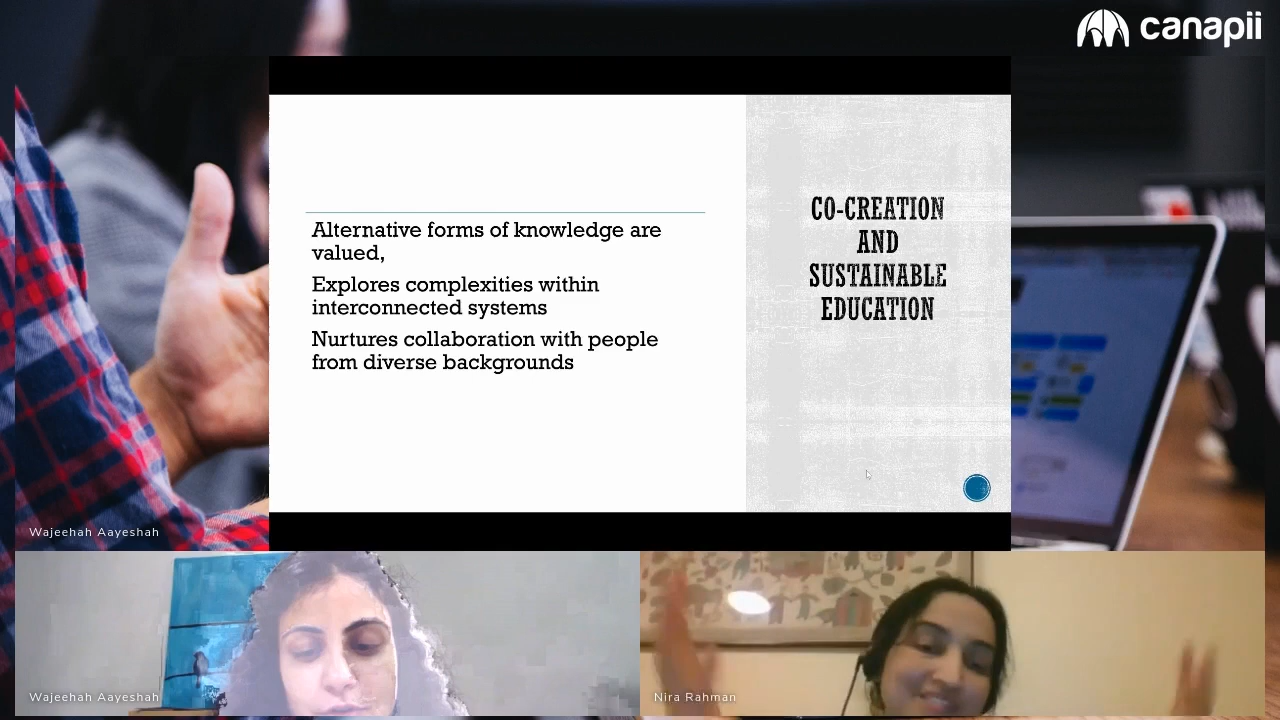 canapii
Alternative forms of knowledge are
valued,
Explores complexities within
interconnected systems
Nurtures collaboration with people
from diverse backgrounds
CO-CREATION
AND
SUSTAINABLE
EDUCATION
Wajeehah Aayeshah
Wajeehah Aayeshah
Nira Rahman